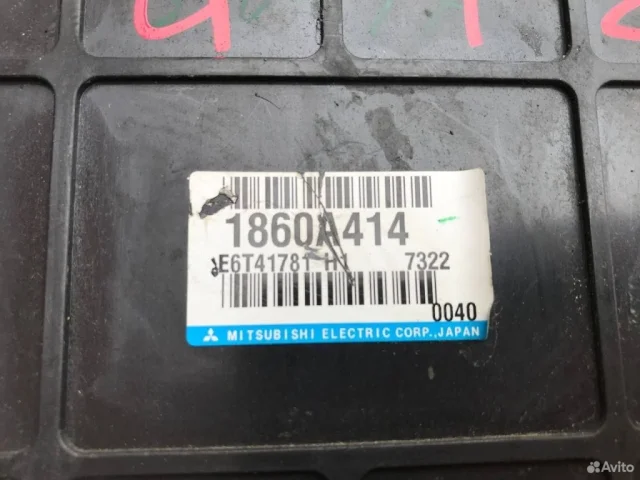 1860A414
E6T41781 H1 7322
0040
MITSUBISHI ELECTRIC CORP., JAPAN
Avito